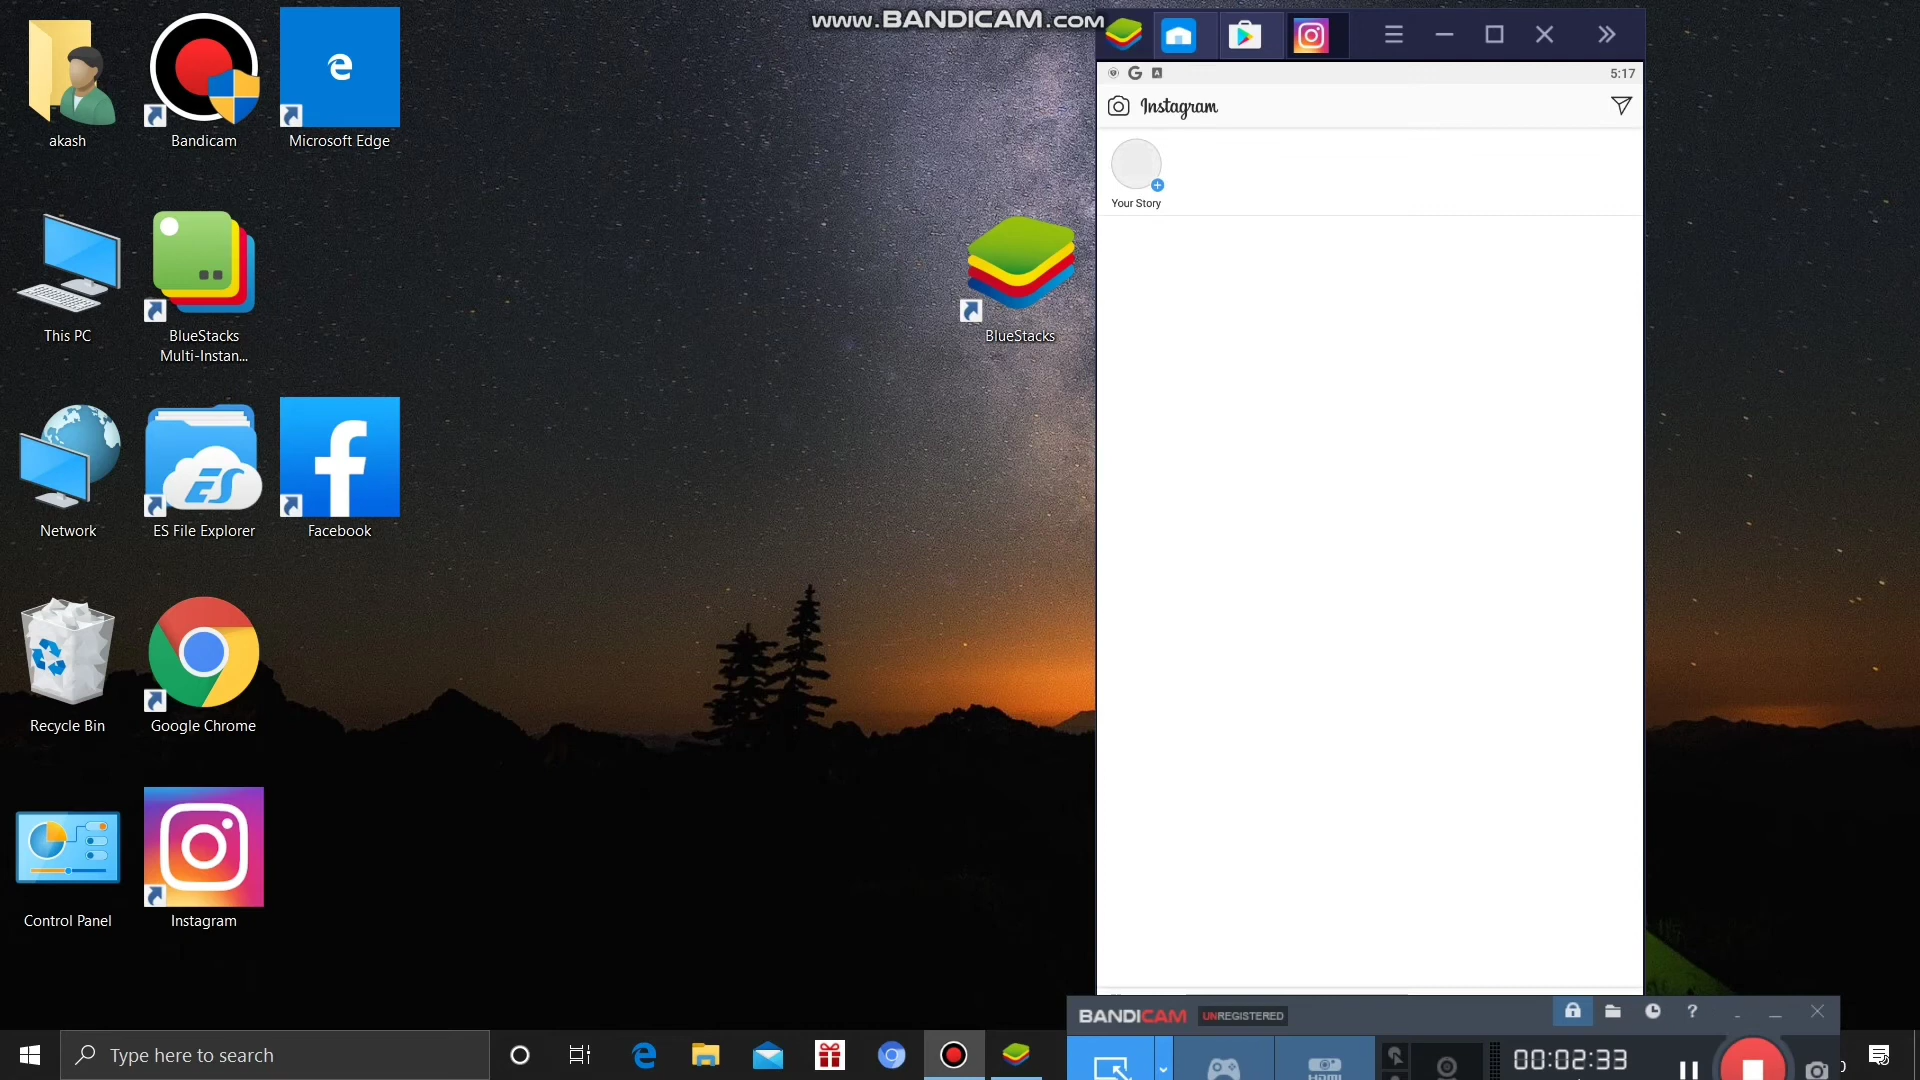 www.BANDICAM.com
akash
Bandicam
Microsoft Edge
5:17
Instagram
Your Story
This PC
BlueStacks
Multi-Instan...
BlueStacks
Network
ES File Explorer
Facebook
Recycle Bin
Google Chrome
Control Panel
Instagram
BANDICAM
UNREGISTERED
Type here to search
HDMI
00:02:33